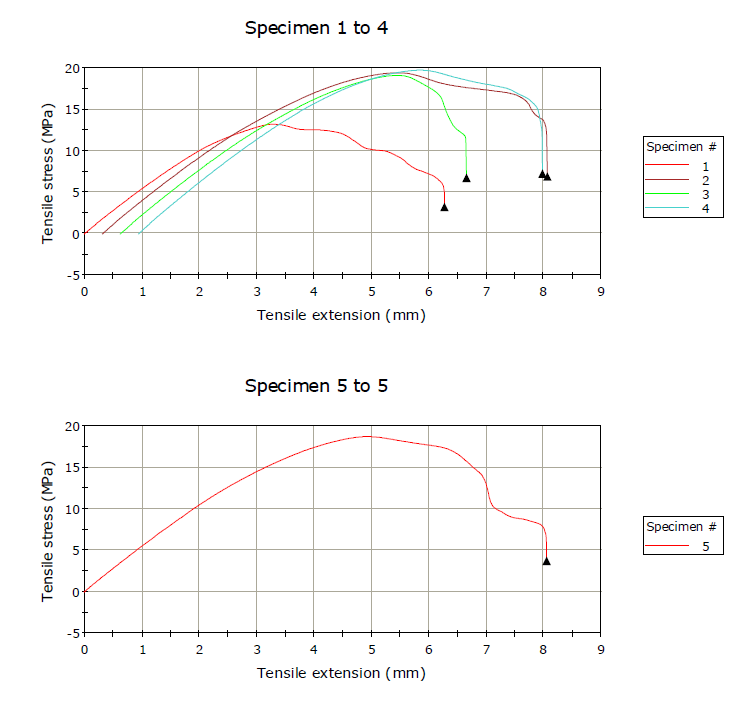 Specimen 1 to 4
Tensile stress (MPa)
20
15
10
5
0
-5
0 1 2 3 4 5 6 7 8 9
Tensile extension (mm)
Specimen #
1
2
3
4
Specimen 5 to 5
Tensile stress (MPa)
20
15
10
5
0
-5
0 1 2 3 4 5 6 7 8 9
Tensile extension (mm)
Specimen #
5